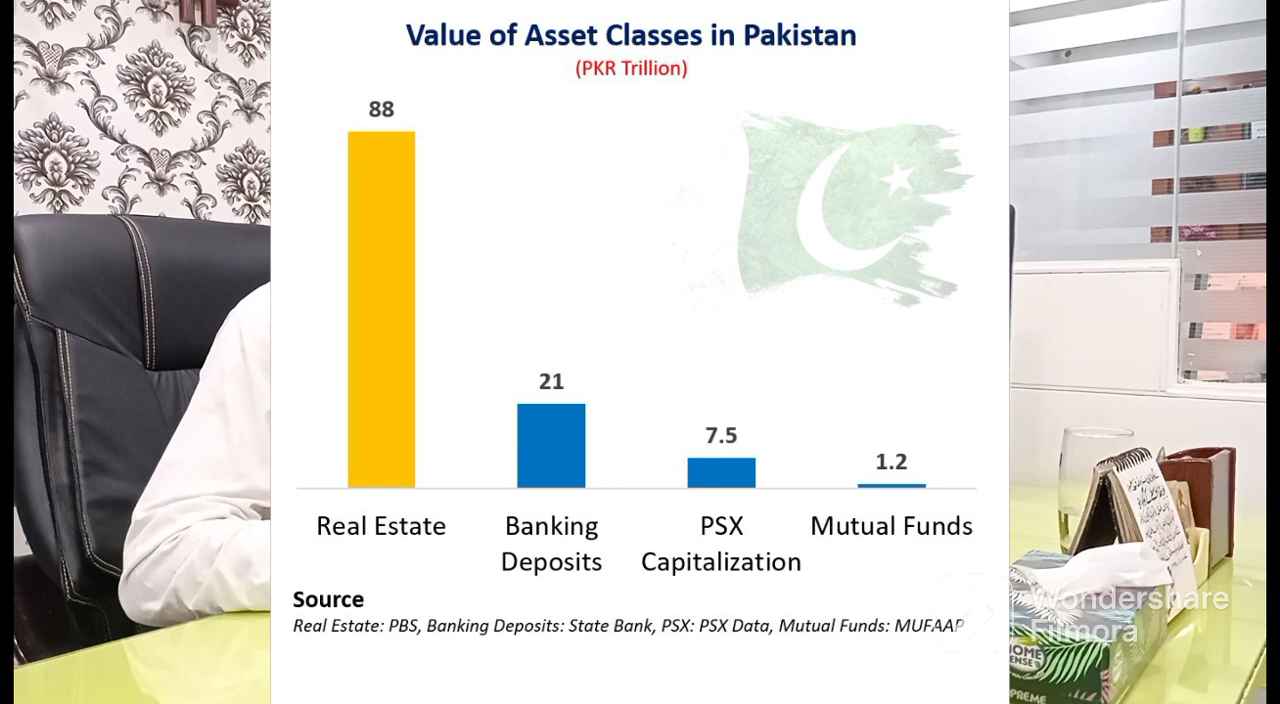 Value of Asset Classes in Pakistan
(PKR Trillion)
88
21
7.5
1.2
Real Estate
Banking
Deposits
PSX
Capitalization
Mutual Funds
Source
Real Estate: PBS, Banking Deposits: State Bank, PSX: PSX Data, Mutual Funds: MUFAAP
Wondershare
Filmora
HOME
SUPREME